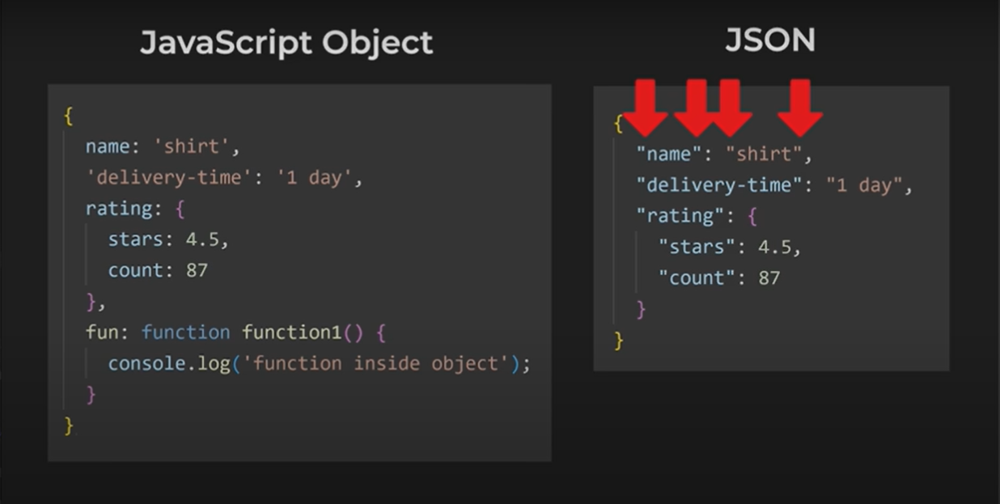 JavaScript Object
{
name: 'shirt',
'delivery-time': '1 day',
rating: {
stars: 4.5,
count: 87
},
fun: function function1() {
console.log('function inside object');
}
}
JSON
{
"name": "shirt",
"delivery-time": "1 day",
"rating": {
"stars": 4.5,
"count": 87
}
}